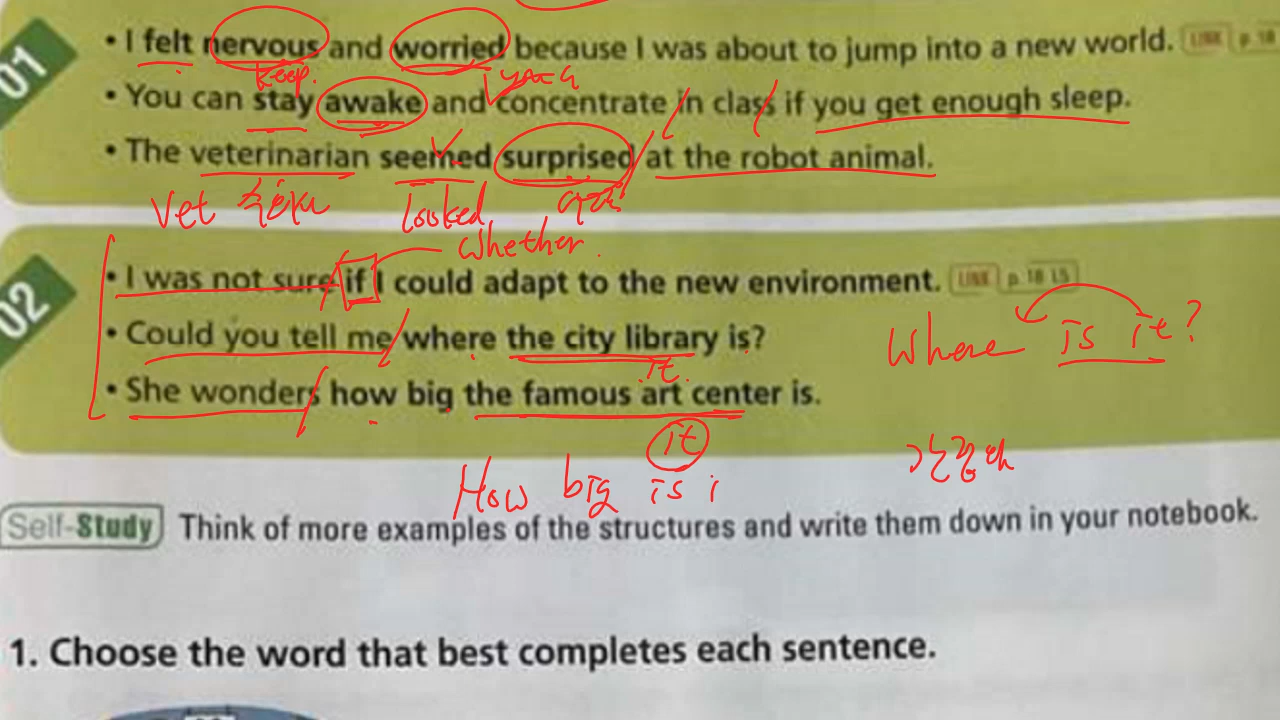 01
• I felt nervous and worried because I was about to jump into a new world. LINK p. 18
keep.
• You can stay awake and concentrate in class if you get enough sleep.
• The veterinarian seemed surprised at the robot animal.
vet looked
whether.
02
• I was not sure if I could adapt to the new environment. LINK p. 18 L5
• Could you tell me where the city library is?
Where is it?
it.
• She wonders how big the famous art center is.
it
How big is i
Self-Study Think of more examples of the structures and write them down in your notebook.
1. Choose the word that best completes each sentence.